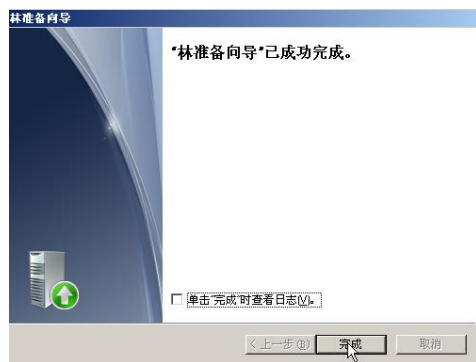 林准备向导
“林准备向导”已成功完成。
单击“完成”时查看日志(V)。
< 上一步(B)
完成
取消